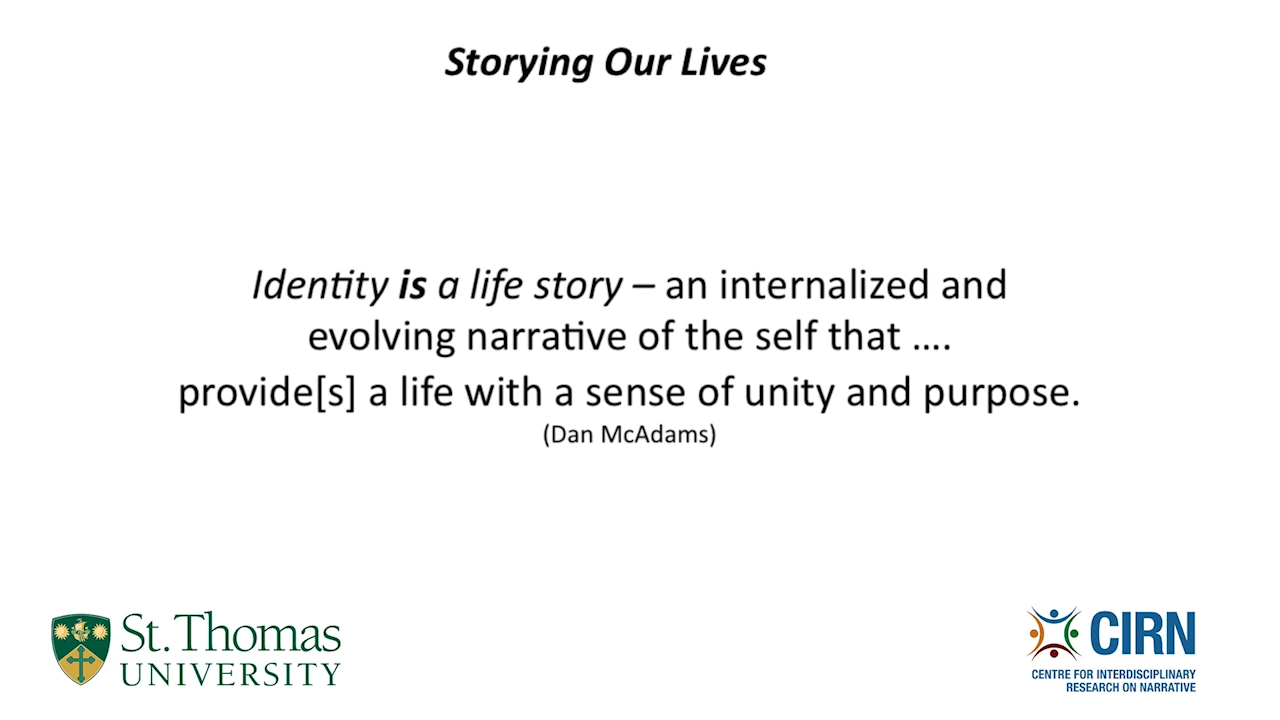 Storying Our Lives
Identity is a life story – an internalized and
evolving narrative of the self that ....
provide[s] a life with a sense of unity and purpose.
(Dan McAdams)
St. Thomas
UNIVERSITY
CIRN
CENTRE FOR INTERDISCIPLINARY
RESEARCH ON NARRATIVE